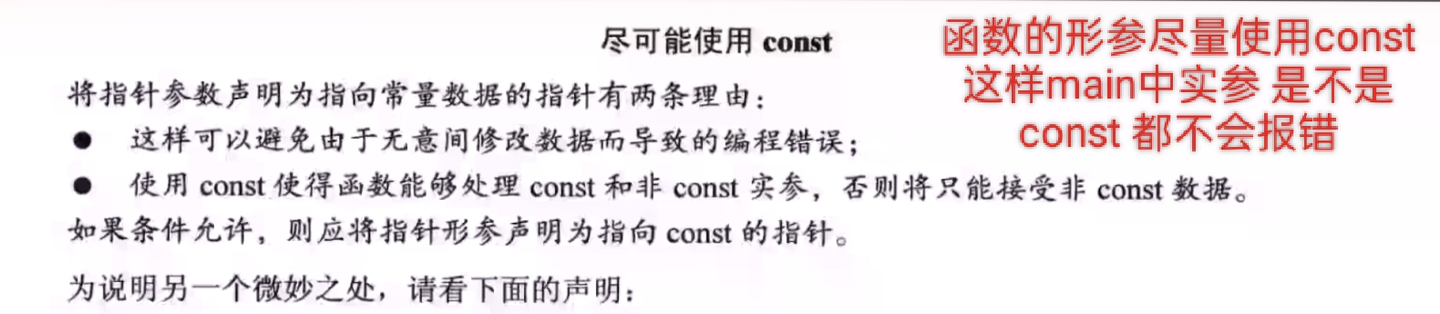 尽可能使用 const
函数的形参尽量使用const
这样main中实参 是不是
const 都不会报错
将指针参数声明为指向常量数据的指针有两条理由：
● 这样可以避免由于无意间修改数据而导致的编程错误；
● 使用 const 使得函数能够处理 const 和非 const 实参，否则将只能接受非 const 数据。
如果条件允许，则应将指针形参声明为指向 const 的指针。
为说明另一个微妙之处，请看下面的声明：